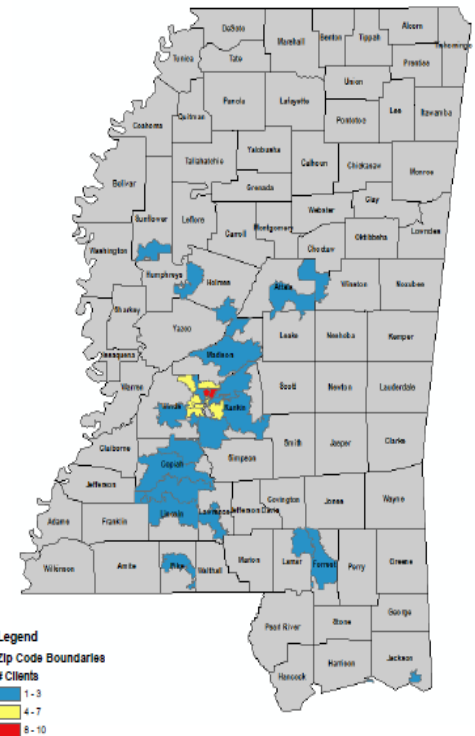 DeSoto
Marshall
Benton
Tippah
Alcorn
Tishomingo
Tunica
Tate
Prentiss
Union
Panola
Lafayette
Lee
Itawamba
Quitman
Pontotoc
Coahoma
Yalobusha
Tallahatchie
Calhoun
Chickasaw
Monroe
Bolivar
Grenada
Sunflower
Leflore
Webster
Clay
Carroll
Montgomery
Oktibbeha
Lowndes
Washington
Choctaw
Humphreys
Holmes
Attala
Winston
Noxubee
Sharkey
Yazoo
Leake
Neshoba
Kemper
Issaquena
Madison
Warren
Scott
Newton
Lauderdale
Hinds
Rankin
Claiborne
Smith
Jasper
Clarke
Copiah
Simpson
Jefferson
Covington
Jones
Wayne
Adams
Franklin
Lincoln
Lawrence
Jefferson Davis
Wilkinson
Amite
Pike
Walthall
Marion
Lamar
Forrest
Perry
Greene
Pearl River
Stone
George
Hancock
Harrison
Jackson
Legend
Zip Code Boundaries
# Clients
1 - 3
4 - 7
8 - 10